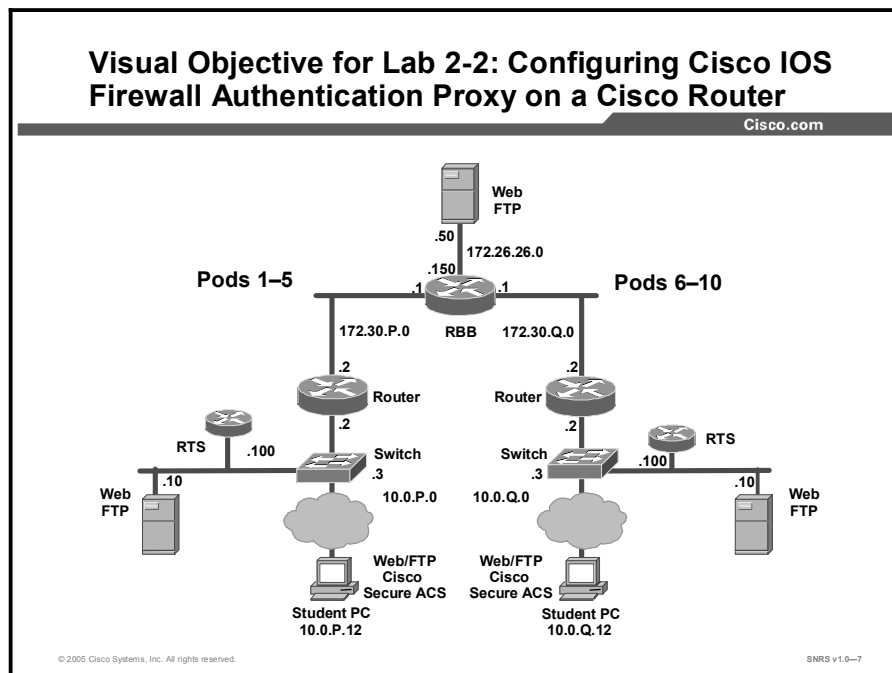 Visual Objective for Lab 2-2: Configuring Cisco IOS
Firewall Authentication Proxy on a Cisco Router
Cisco.com
Web
FTP
.50
172.26.26.0
.150
Pods 1–5
.1
.1
Pods 6–10
172.30.P.0
RBB
172.30.Q.0
.2
.2
Router
Router
.2
.2
RTS
RTS
.100
Switch
Switch
.100
.10
.3
.3
.10
Web
FTP
10.0.P.0
10.0.Q.0
Web
FTP
Web/FTP
Cisco
Secure ACS
Web/FTP
Cisco
Secure ACS
Student PC
10.0.P.12
Student PC
10.0.Q.12
© 2005 Cisco Systems, Inc. All rights reserved.
SNRS v1.0—7